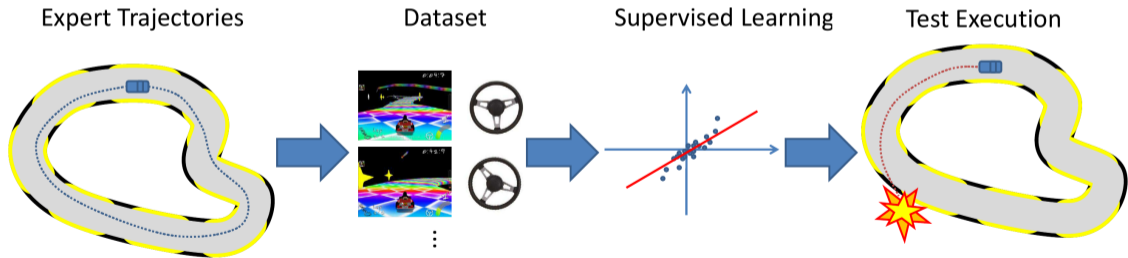 Expert Trajectories
Dataset
Supervised Learning
Test Execution